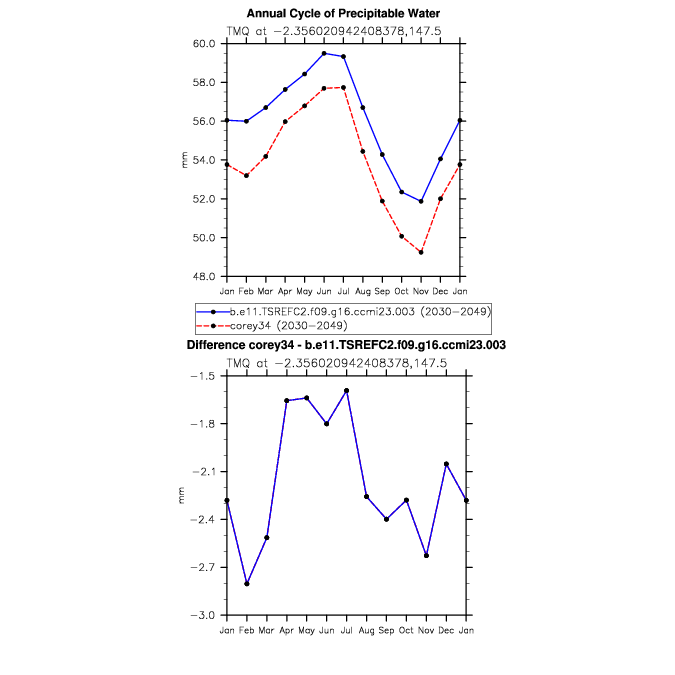 Annual Cycle of Precipitable Water
TMQ at −2.356020942408378,147.5
60.0
58.0
56.0
54.0
52.0
50.0
48.0
mm
Jan Feb Mar Apr May Jun Jul Aug Sep Oct Nov Dec Jan
b.e11.TSREFC2.f09.g16.ccmi23.003 (2030−2049)
corey34 (2030−2049)
Difference corey34 - b.e11.TSREFC2.f09.g16.ccmi23.003
TMQ at −2.356020942408378,147.5
−1.5
−1.8
−2.1
−2.4
−2.7
−3.0
mm
Jan Feb Mar Apr May Jun Jul Aug Sep Oct Nov Dec Jan